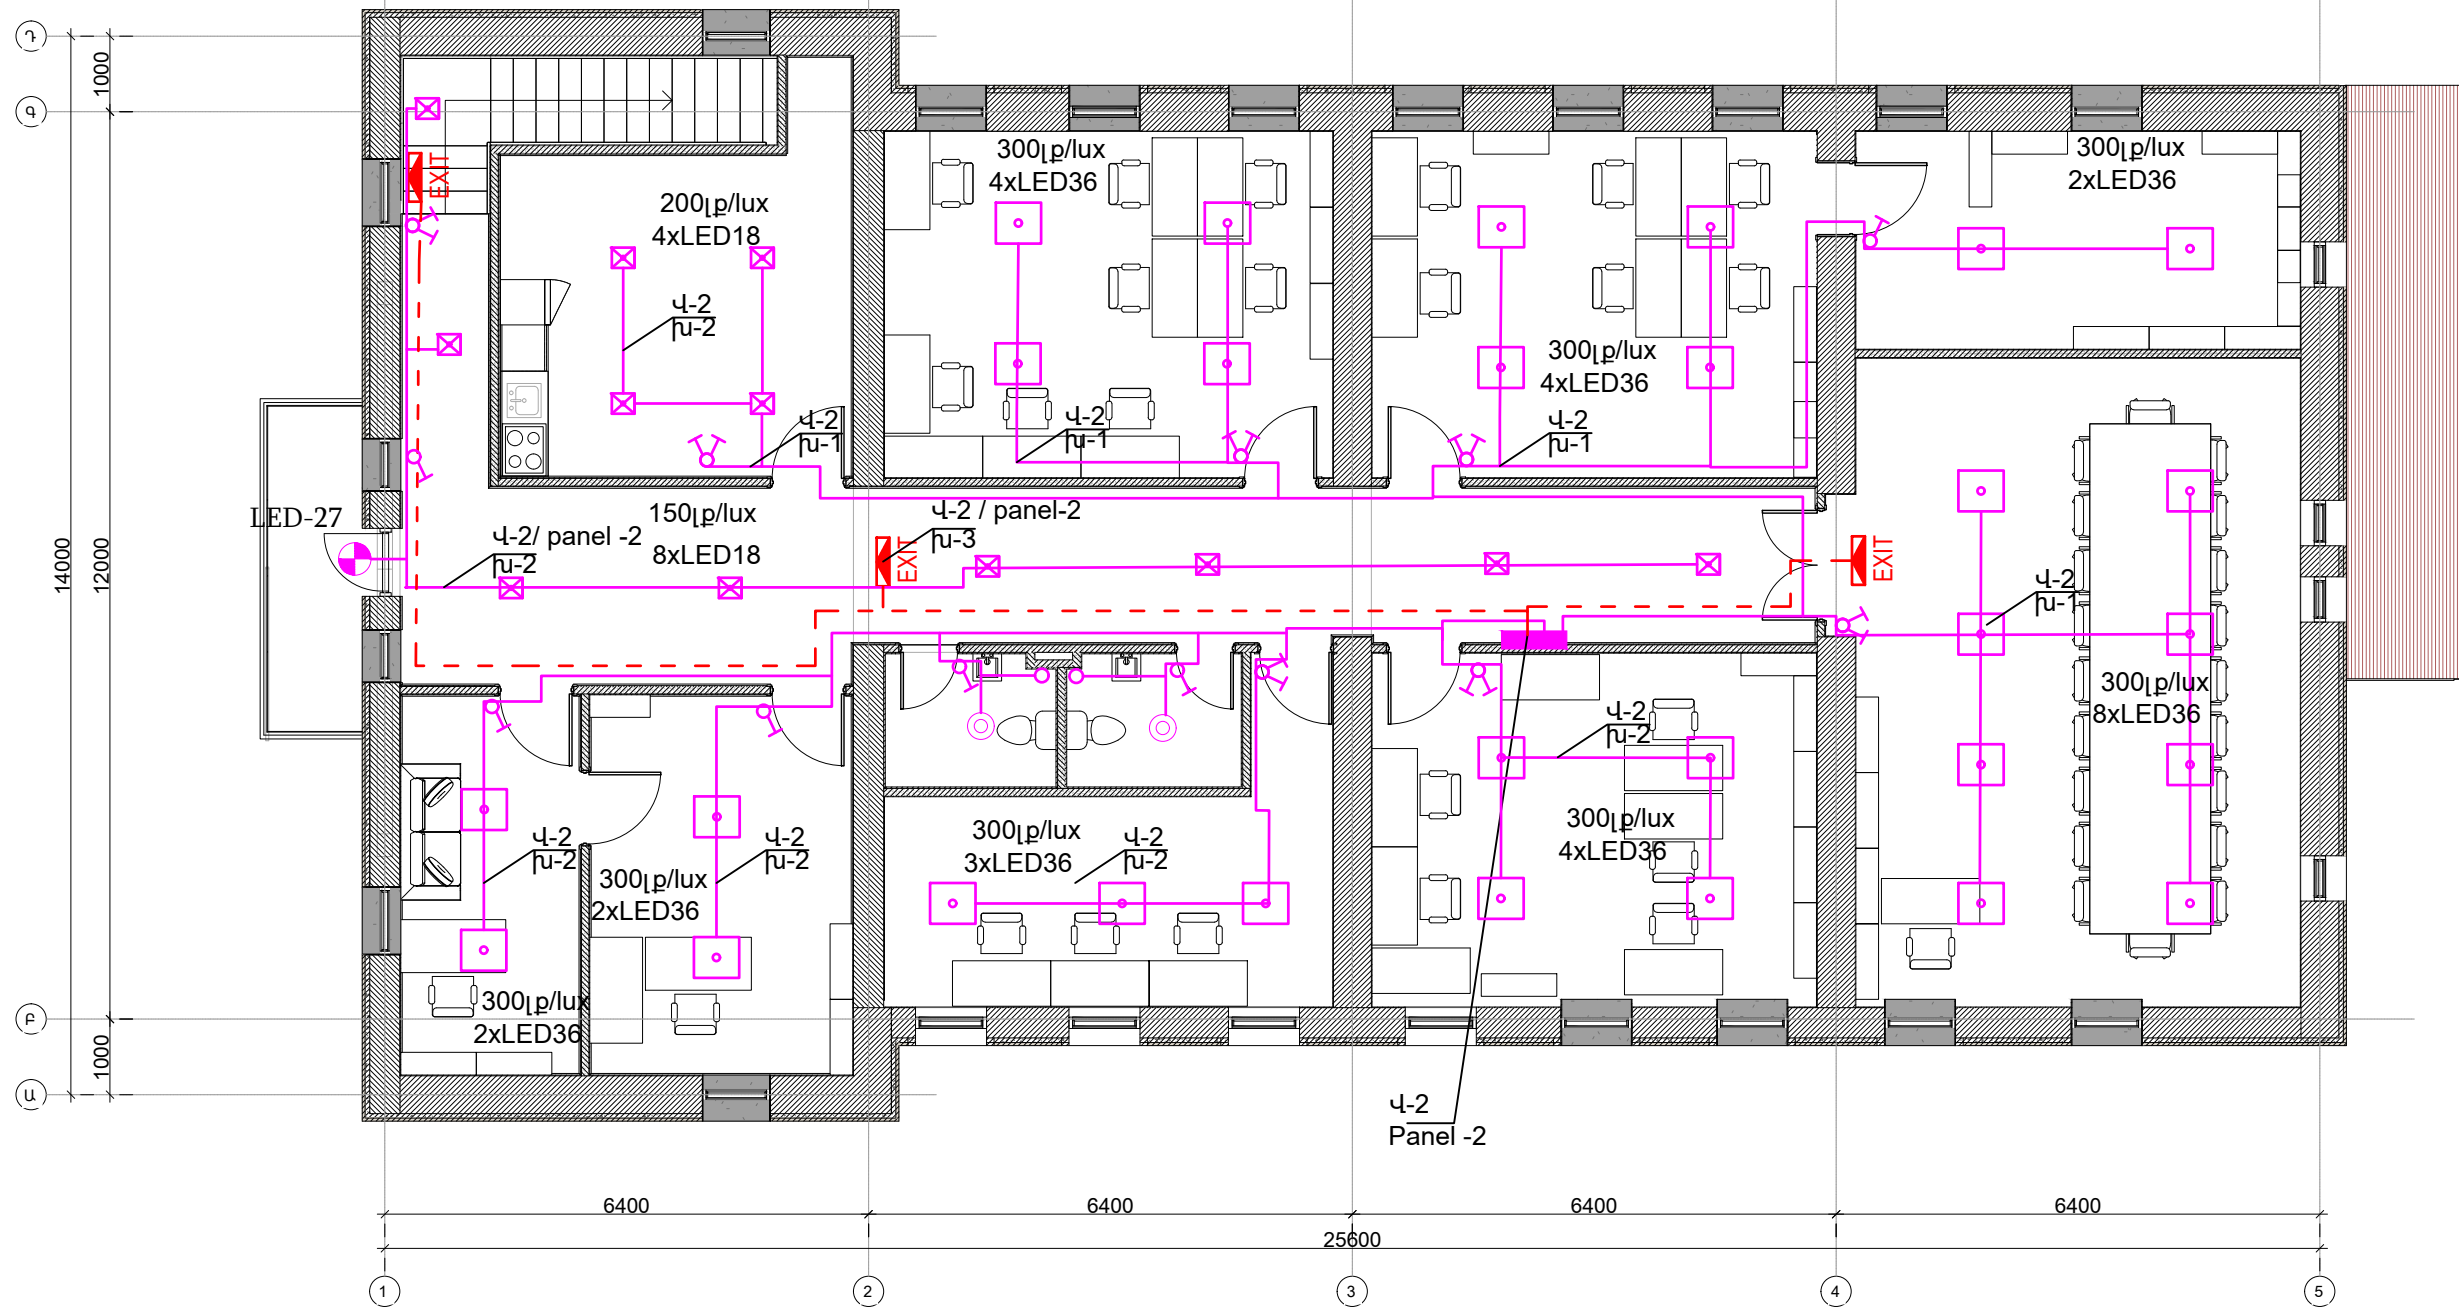 Դ
Գ
1000
EXIT
300լք/lux
4xLED36
300լք/lux
2xLED36
200լք/lux
4xLED18
Վ-2
խ-2
300լք/lux
4xLED36
Վ-2
խ-1
Վ-2
խ-1
Վ-2
խ-1
LED-27
150լք/lux
8xLED18
Վ-2/ panel -2
խ-2
Վ-2 / panel-2
խ-3
EXIT
EXIT
14000
12000
Վ-2
խ-1
300լք/lux
8xLED36
Վ-2
խ-2
Վ-2
խ-2
Վ-2
խ-2
300լք/lux
3xLED36
Վ-2
խ-2
300լք/lux
4xLED36
300լք/lux
2xLED36
300լք/lux
2xLED36
Բ
1000
Ա
Վ-2
Panel -2
6400
6400
6400
6400
25600
1
2
3
4
5